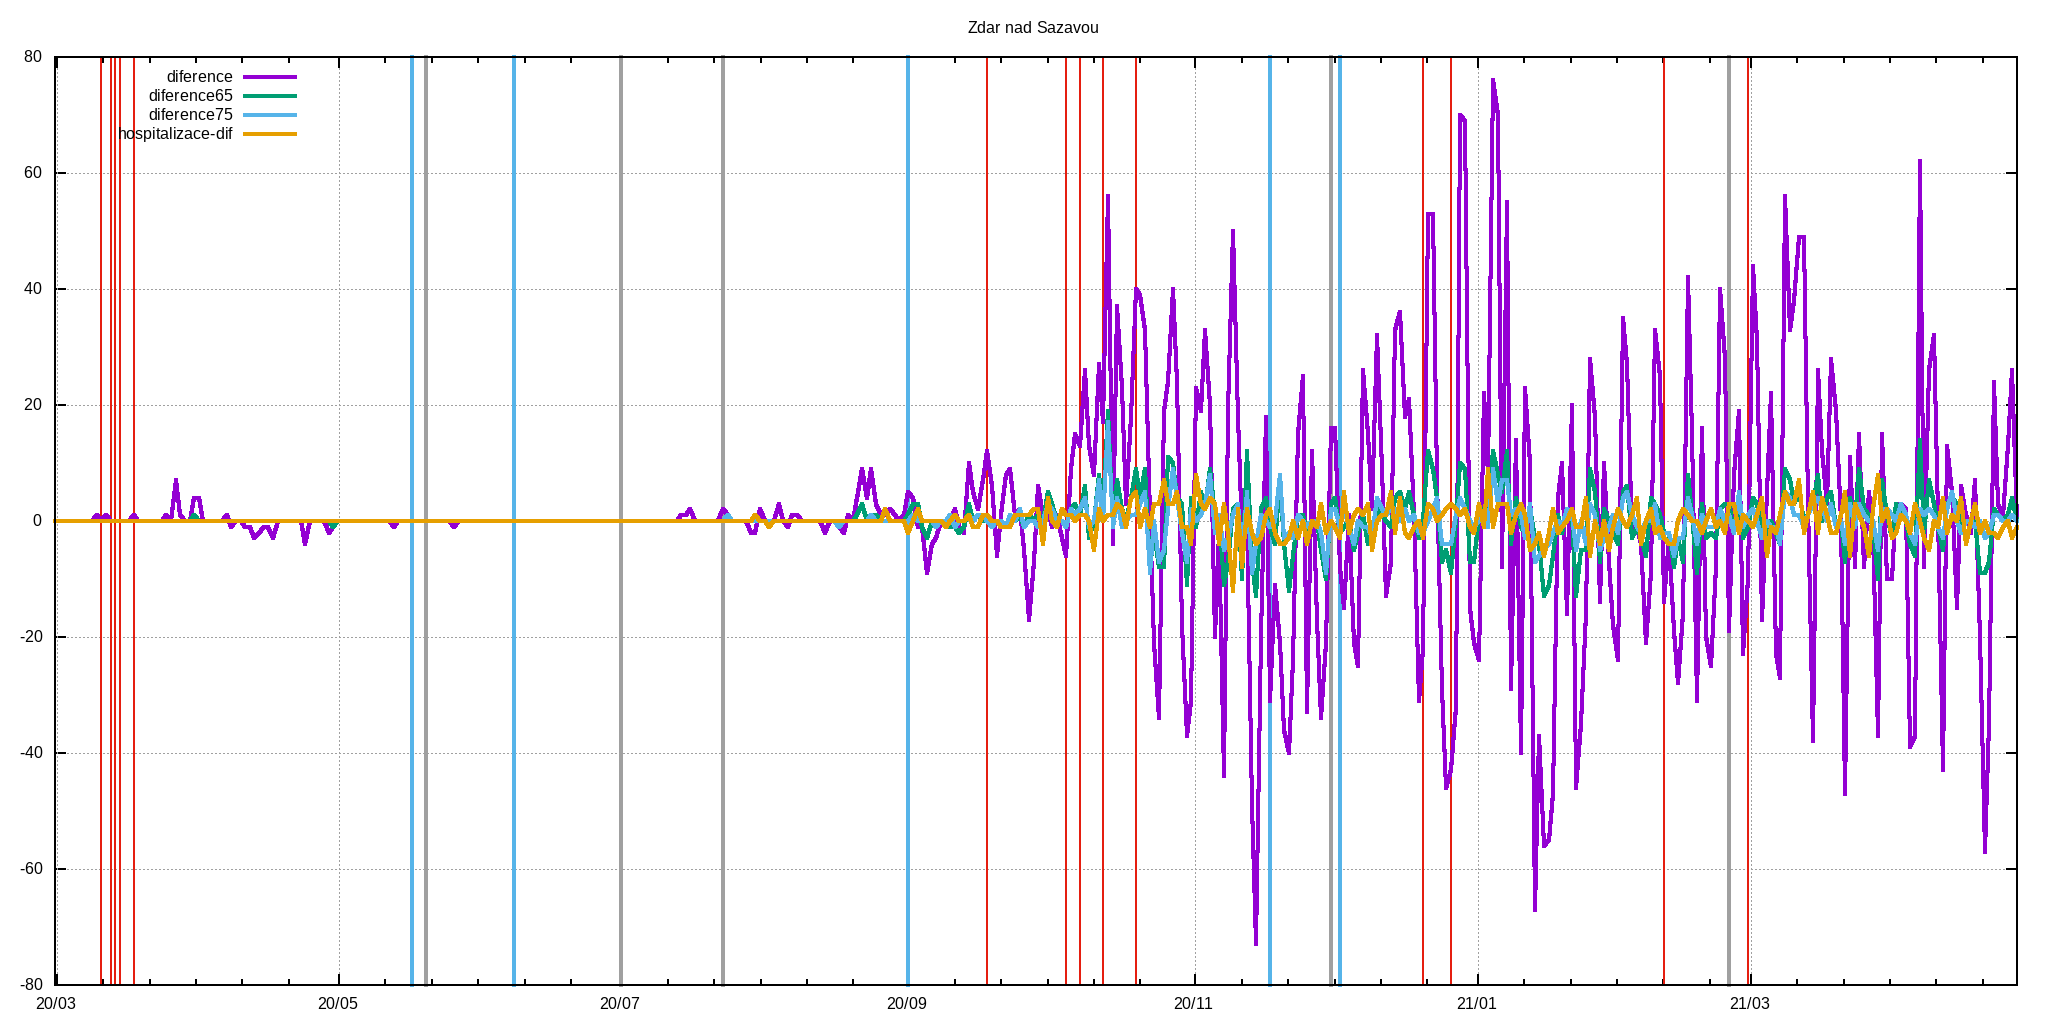 Zdar nad Sazavou
80
diference
diference65
diference75
hospitalizace-dif
60
40
20
0
-20
-40
-60
-80
20/03 20/05 20/07 20/09 20/11 21/01 21/03